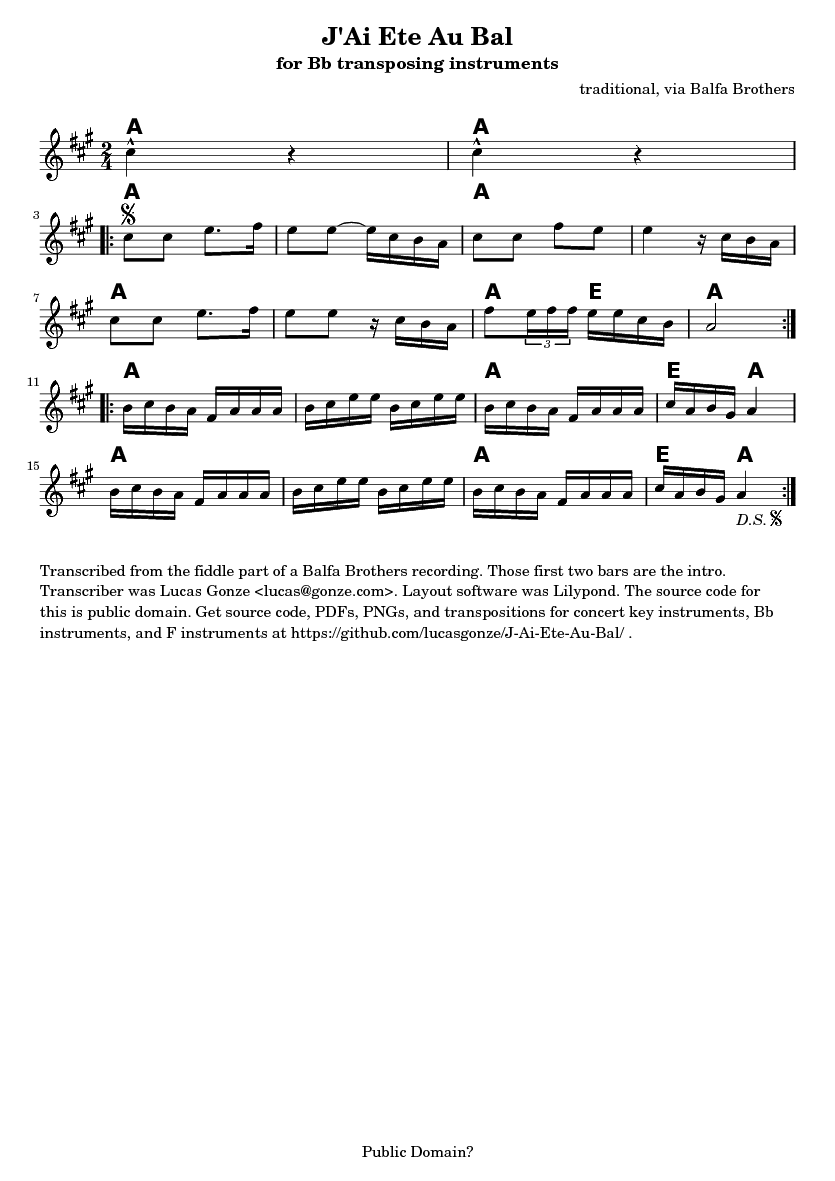 J'Ai Ete Au Bal
for Bb transposing instruments
traditional, via Balfa Brothers
A A
2/4
A A
3
A A E A
7
3
A A E A
11
A A E A
15
D.S.
Transcribed from the fiddle part of a Balfa Brothers recording. Those first two bars are the intro.
Transcriber was Lucas Gonze <lucas@gonze.com>. Layout software was Lilypond. The source code for
this is public domain. Get source code, PDFs, PNGs, and transpositions for concert key instruments, Bb
instruments, and F instruments at https://github.com/lucasgonze/J-Ai-Ete-Au-Bal/ .
Public Domain?